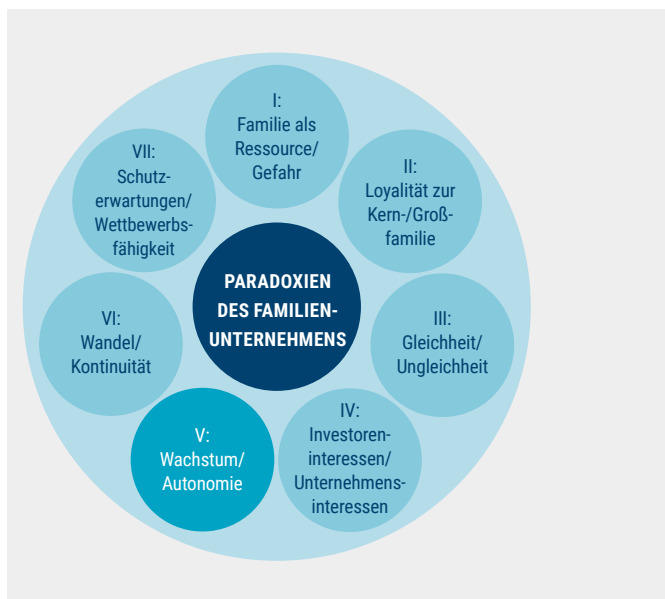 PARADOXIEN
DES FAMILIEN-
UNTERNEHMENS
I:
Familie als
Ressource/
Gefahr
II:
Loyalität zur
Kern-/Groß-
familie
III:
Gleichheit/
Ungleichheit
IV:
Investoren-
interessen/
Unternehmens-
interessen
V:
Wachstum/
Autonomie
VI:
Wandel/
Kontinuität
VII:
Schutz-
erwartungen/
Wettbewerbs-
fähigkeit